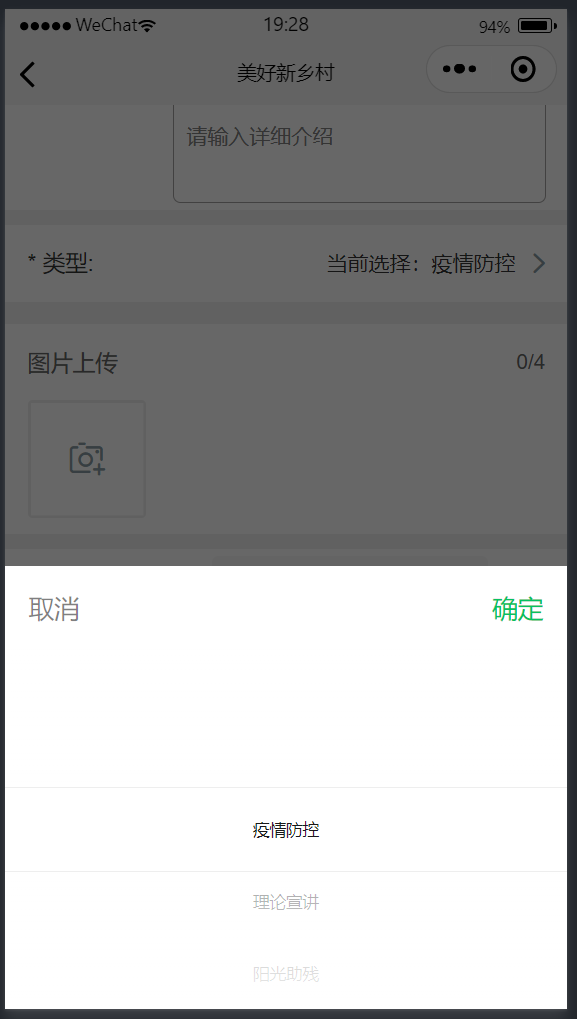 WeChat 19:28 94%
美好新乡村
请输入详细介绍
* 类型: 当前选择：疫情防控
图片上传 0/4
取消 确定
疫情防控
理论宣讲
阳光助残